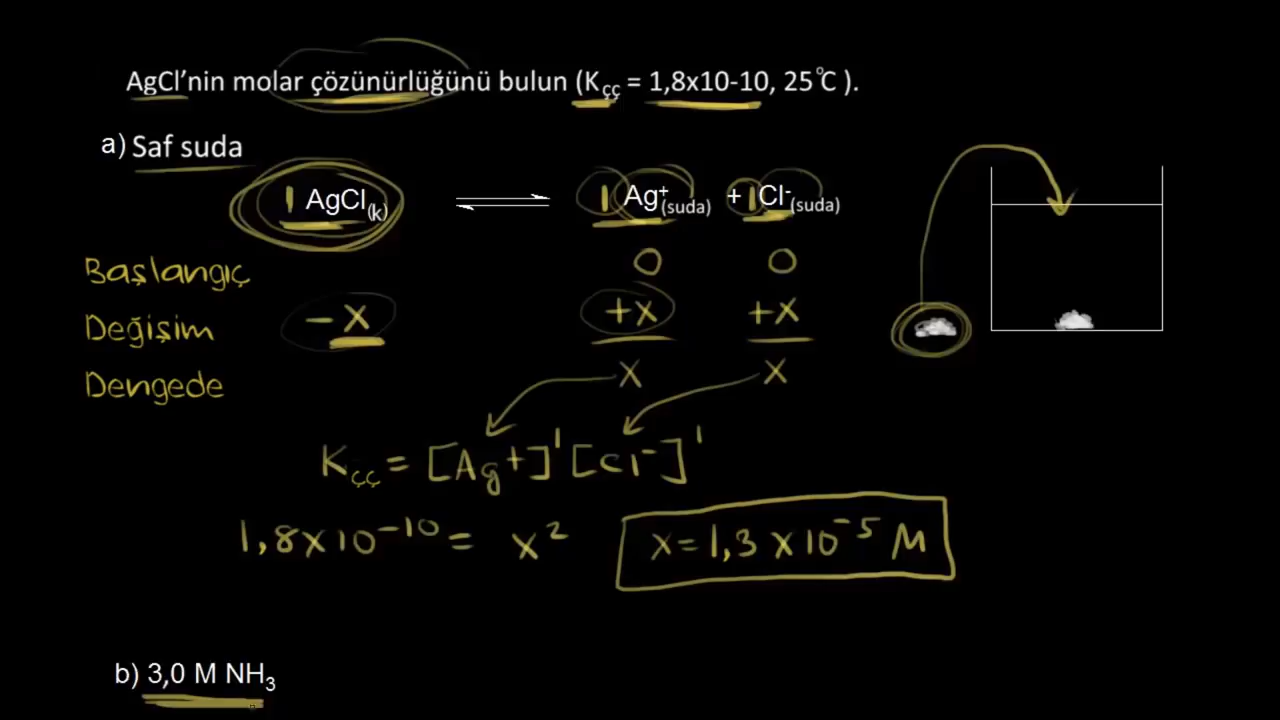 AgCl'nin molar çözünürlüğünü bulun (Kçç = 1,8x10-10, 25°C ).
a) Saf suda
1 AgCl(k) ⇌ 1 Ag⁺(suda) + 1 Cl⁻(suda)
Başlangıç 0 0
Değişim -x +x +x
Dengede x x
Kçç = [Ag+]¹ [Cl⁻]¹
1,8x10⁻¹⁰ = x² x = 1,3 x 10⁻⁵ M
b) 3,0 M NH₃